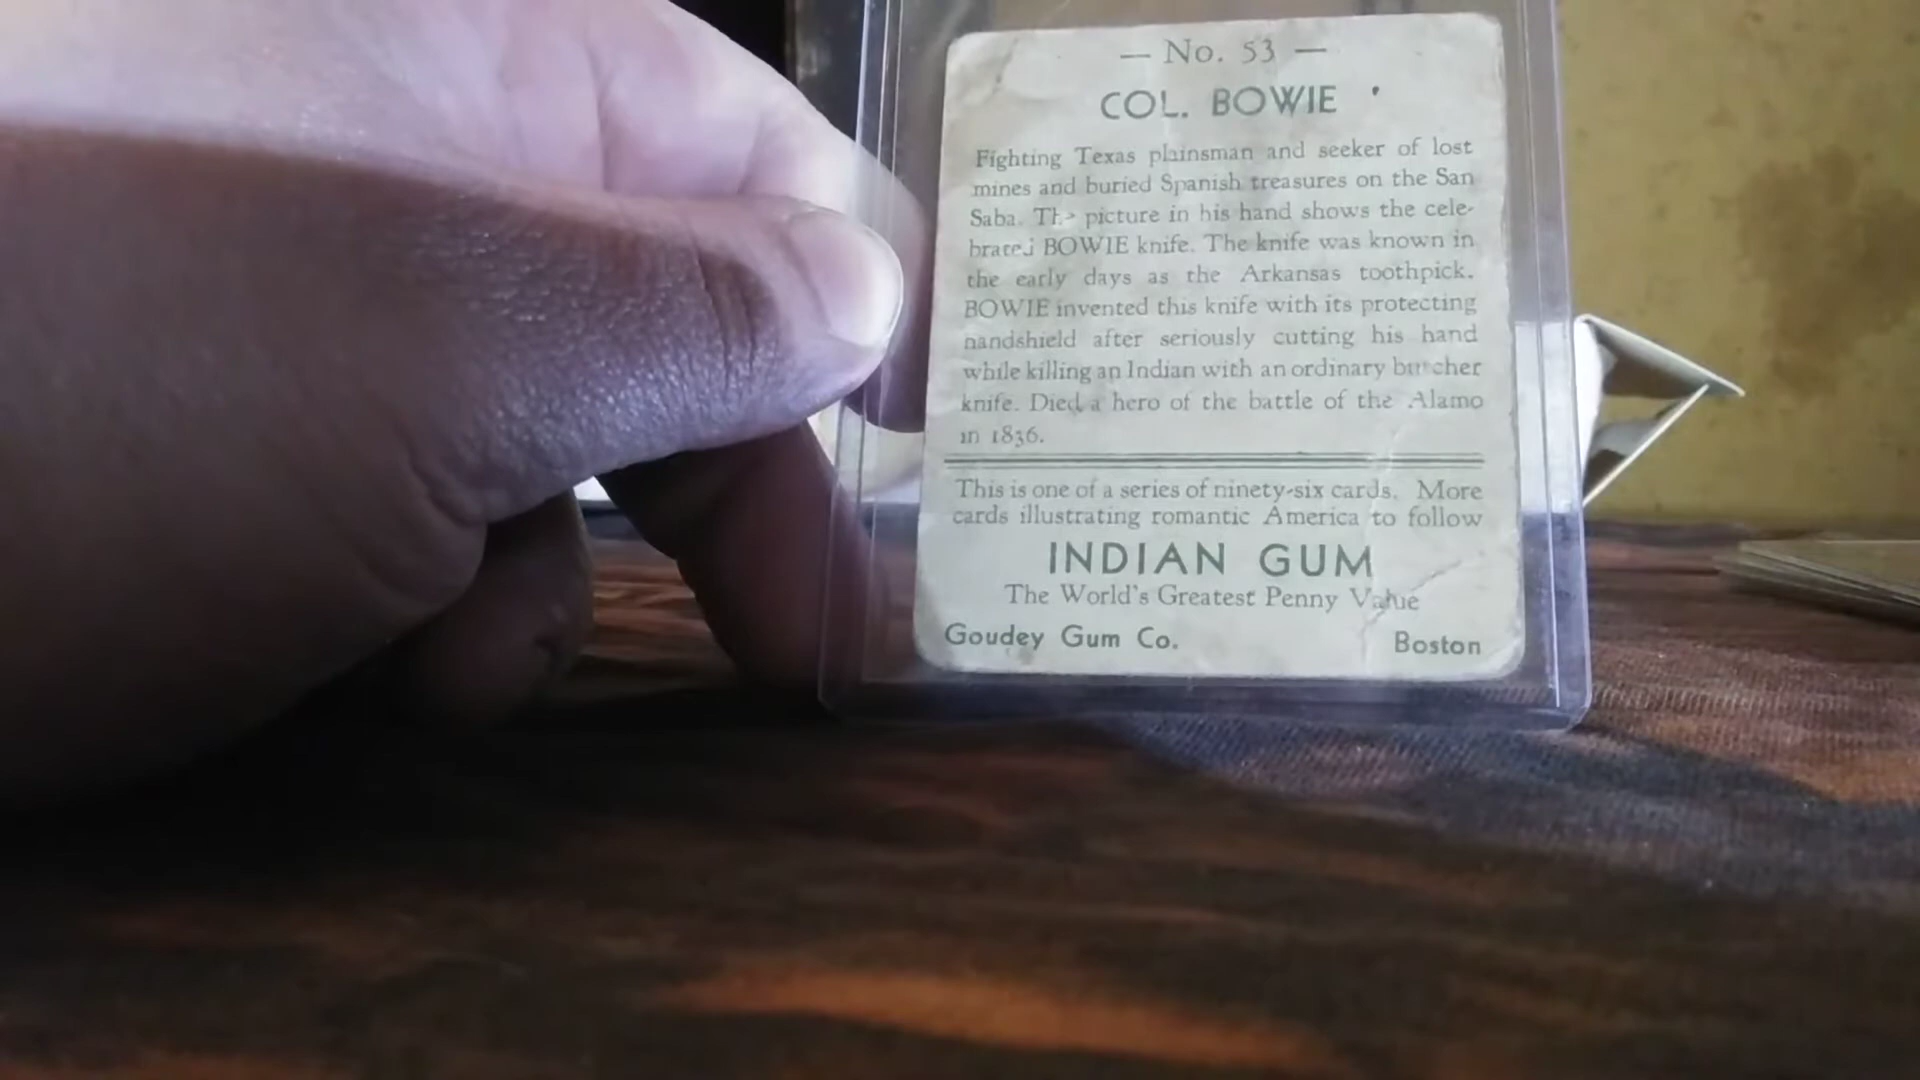 — No. 53 —
COL. BOWIE
Fighting Texas plainsman and seeker of lost
mines and buried Spanish treasures on the San
Saba. The picture in his hand shows the cele-
brated BOWIE knife. The knife was known in
the early days as the Arkansas toothpick.
BOWIE invented this knife with its protecting
handshield after seriously cutting his hand
while killing an Indian with an ordinary butcher
knife. Died a hero of the battle of the Alamo
in 1836.
This is one of a series of ninety-six cards. More
cards illustrating romantic America to follow
INDIAN GUM
The World's Greatest Penny Value
Goudey Gum Co. Boston